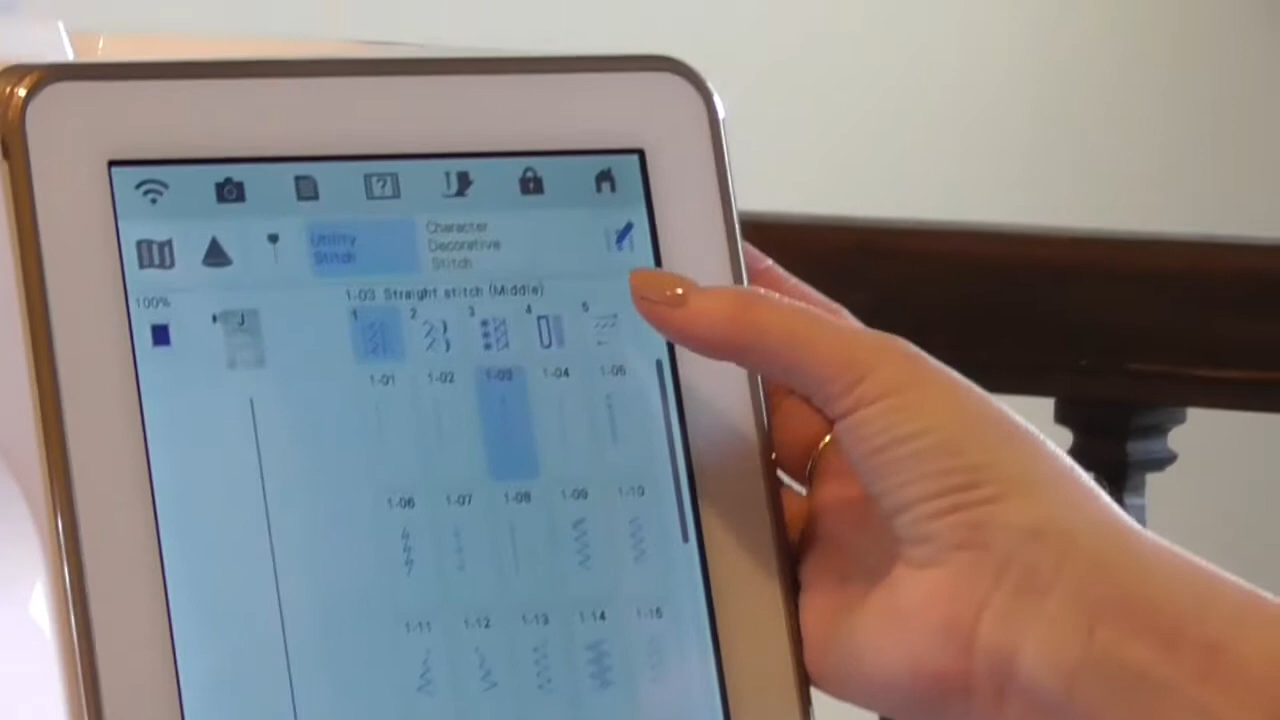 Utility
Stitch
Character
Decorative
Stitch
100%
1-03 Straight stitch (Middle)
J
1 2 3 4 5
1-01 1-02 1-03 1-04 1-05
1-06 1-07 1-08 1-09 1-10
1-11 1-12 1-13 1-14 1-15